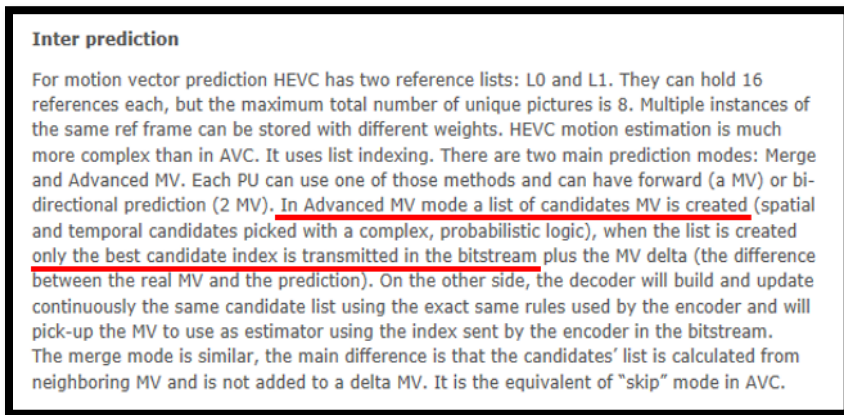 Inter prediction
For motion vector prediction HEVC has two reference lists: L0 and L1. They can hold 16
references each, but the maximum total number of unique pictures is 8. Multiple instances of
the same ref frame can be stored with different weights. HEVC motion estimation is much
more complex than in AVC. It uses list indexing. There are two main prediction modes: Merge
and Advanced MV. Each PU can use one of those methods and can have forward (a MV) or bi-
directional prediction (2 MV). In Advanced MV mode a list of candidates MV is created (spatial
and temporal candidates picked with a complex, probabilistic logic), when the list is created
only the best candidate index is transmitted in the bitstream plus the MV delta (the difference
between the real MV and the prediction). On the other side, the decoder will build and update
continuously the same candidate list using the exact same rules used by the encoder and will
pick-up the MV to use as estimator using the index sent by the encoder in the bitstream.
The merge mode is similar, the main difference is that the candidates' list is calculated from
neighboring MV and is not added to a delta MV. It is the equivalent of "skip" mode in AVC.